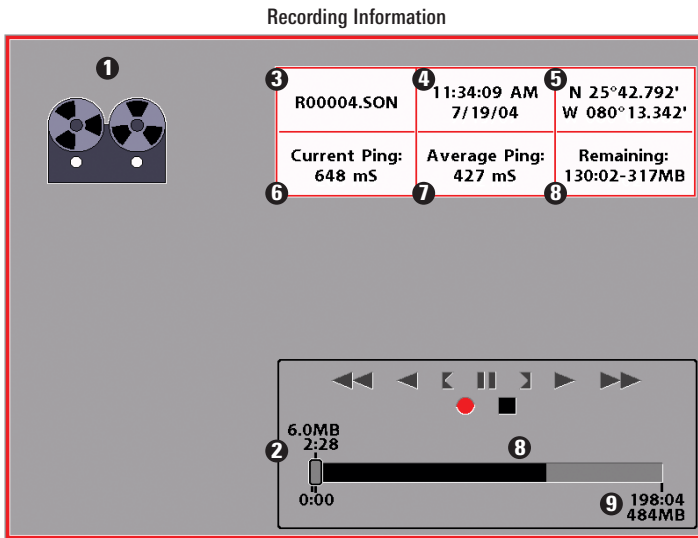 Recording Information
1
3
R00004.SON
4
11:34:09 AM
7/19/04
5
N 25°42.792'
W 080°13.342'
Current Ping:
648 mS
6
Average Ping:
427 mS
7
Remaining:
130:02-317MB
8
6.0MB
2:28
2
8
0:00
9
198:04
484MB